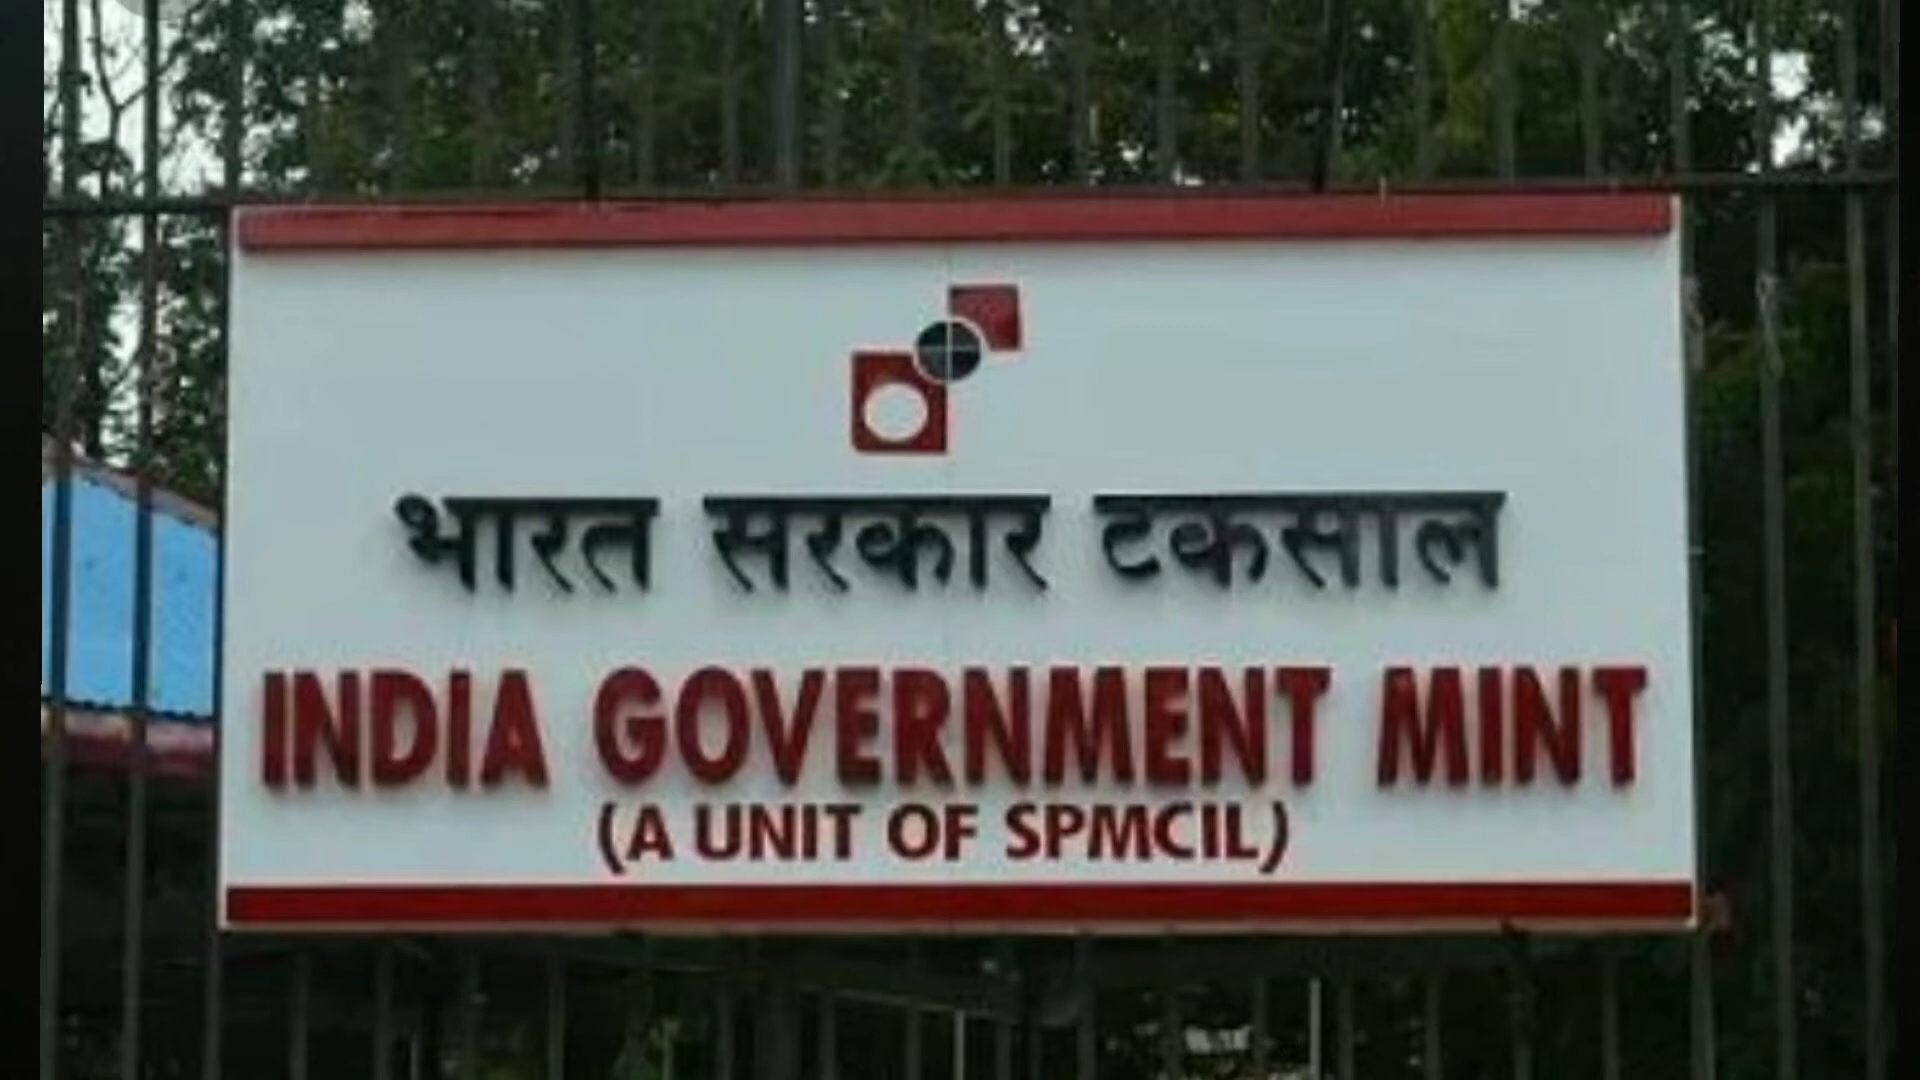 भारत सरकार टकसाल
INDIA GOVERNMENT MINT
(A UNIT OF SPMCIL)